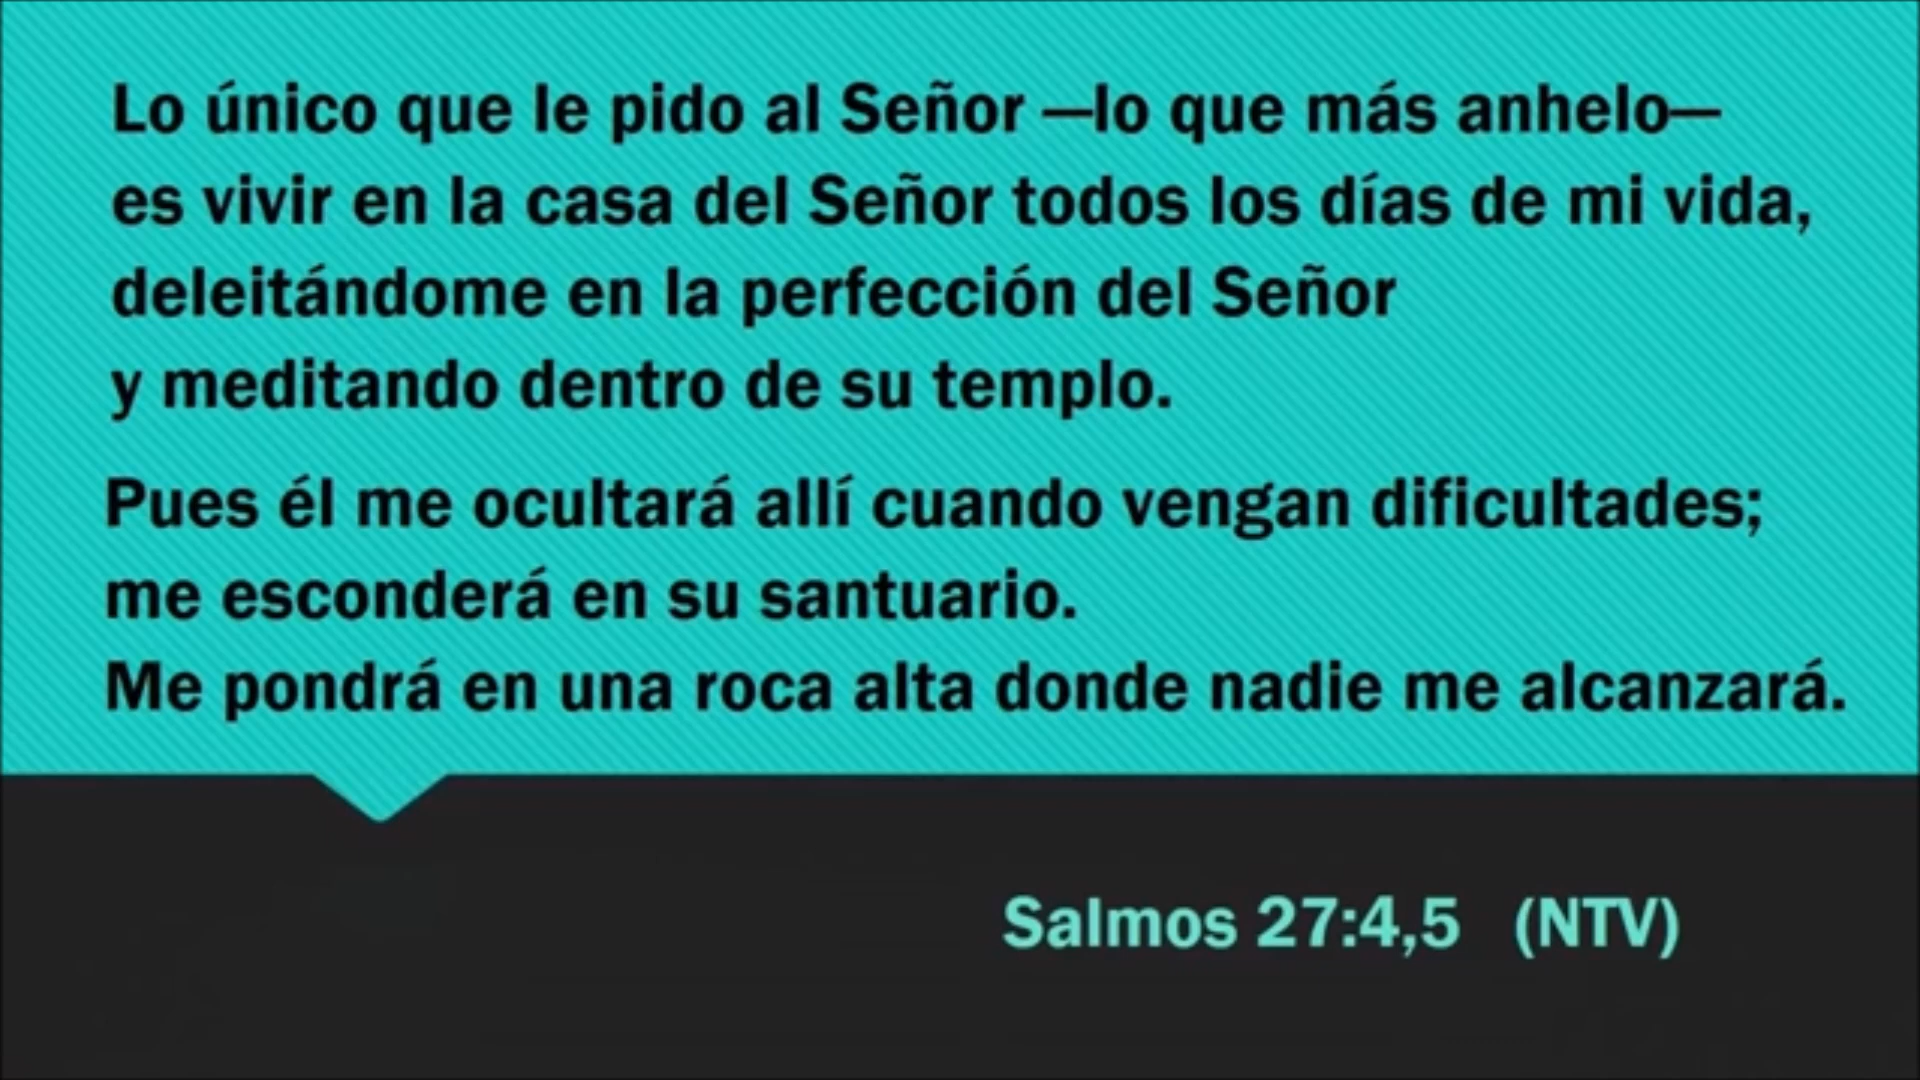 Lo único que le pido al Señor —lo que más anhelo—
es vivir en la casa del Señor todos los días de mi vida,
deleitándome en la perfección del Señor
y meditando dentro de su templo.
Pues él me ocultará allí cuando vengan dificultades;
me esconderá en su santuario.
Me pondrá en una roca alta donde nadie me alcanzará.
Salmos 27:4,5 (NTV)